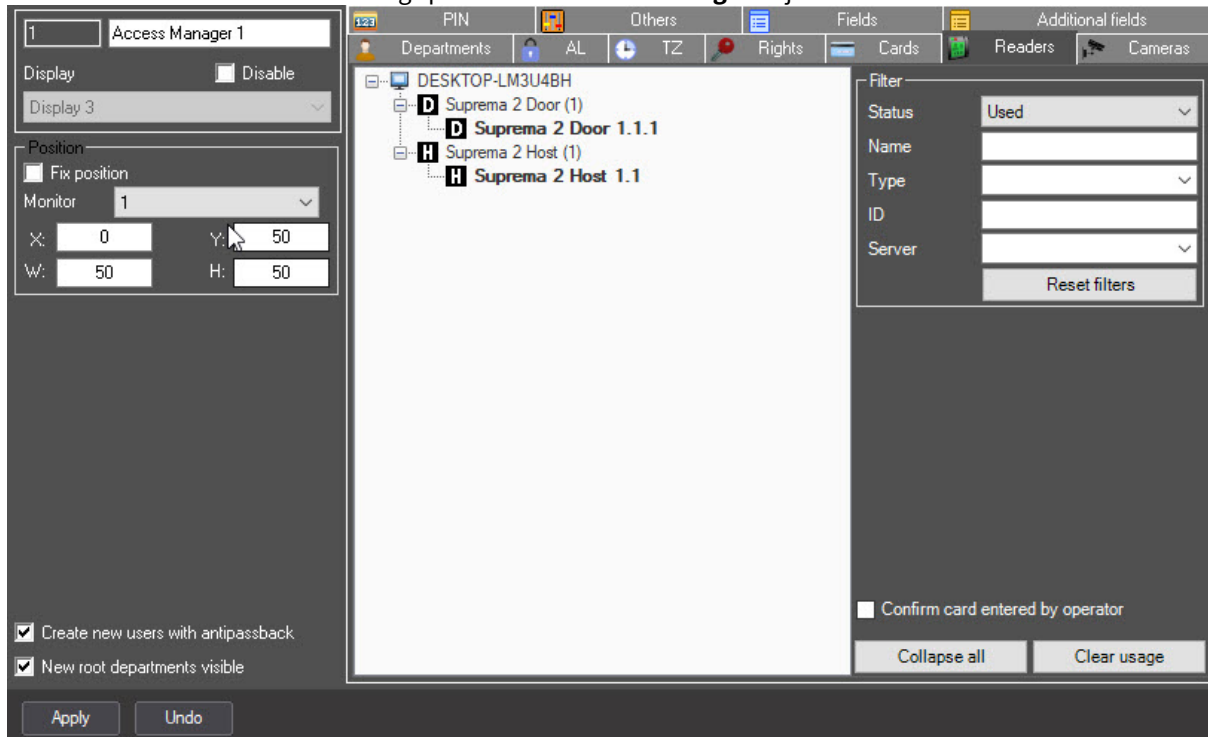 1 Access Manager 1
Display Disable
Display 3
Position
Fix position
Monitor 1
X: 0 Y: 50
W: 50 H: 50
Create new users with antipassback
New root departments visible
Apply Undo
123 PIN Others Fields Additional fields
Departments AL TZ Rights Cards Readers Cameras
DESKTOP-LM3U4BH
D Suprema 2 Door (1)
D Suprema 2 Door 1.1.1
H Suprema 2 Host (1)
H Suprema 2 Host 1.1
Filter
Status Used
Name
Type
ID
Server
Reset filters
Confirm card entered by operator
Collapse all Clear usage